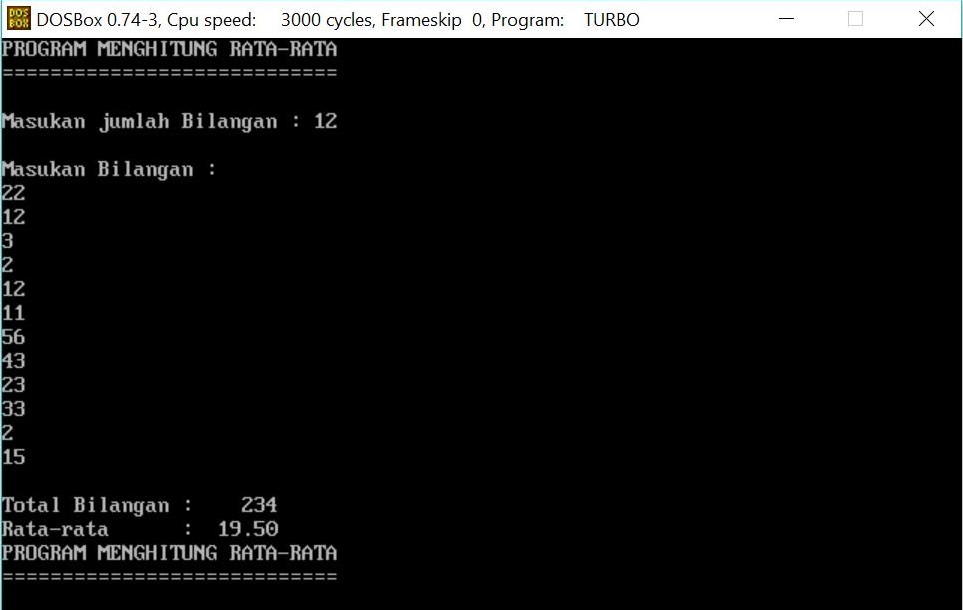 DOSBox 0.74-3, Cpu speed:     3000 cycles, Frameskip  0, Program:    TURBO
PROGRAM MENGHITUNG RATA-RATA
============================
Masukan jumlah Bilangan : 12
Masukan Bilangan :
22
12
3
2
12
11
56
43
23
33
2
15
Total Bilangan :    234
Rata-rata      :  19.50
PROGRAM MENGHITUNG RATA-RATA
============================